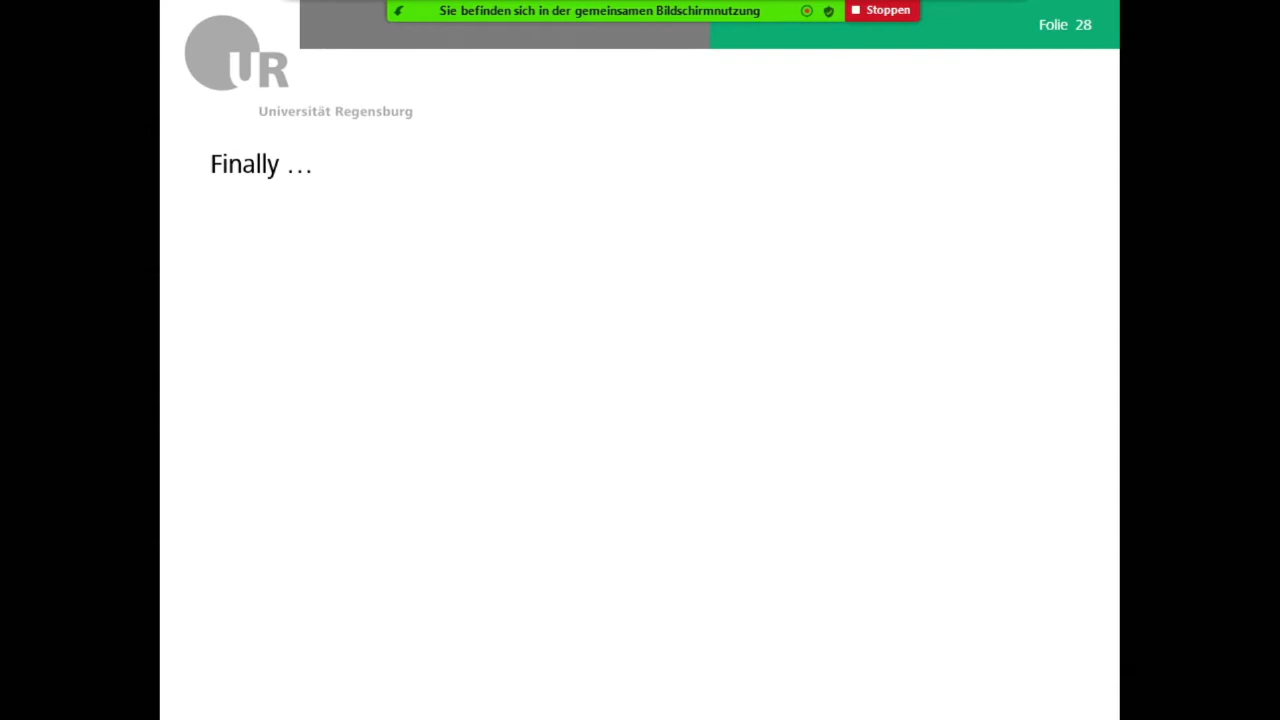 Sie befinden sich in der gemeinsamen Bildschirmnutzung
Stoppen
Folie 28
UR
Universität Regensburg
Finally …